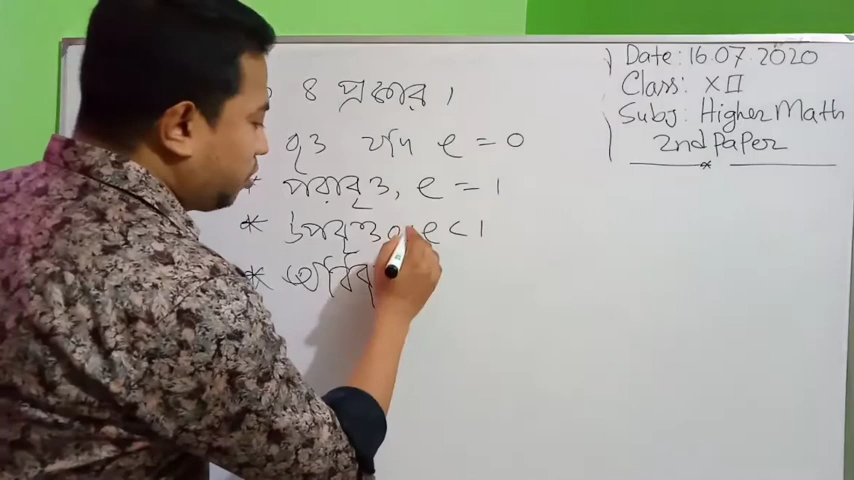 ৪ প্রকার ।
বৃত্ত যদি e = 0
* পরাবৃত্ত, e = 1
* উপবৃত্ত e < 1
* অধিবৃ
Date: 16.07.2020
Class: XII
Subj: Higher Math
2nd Paper